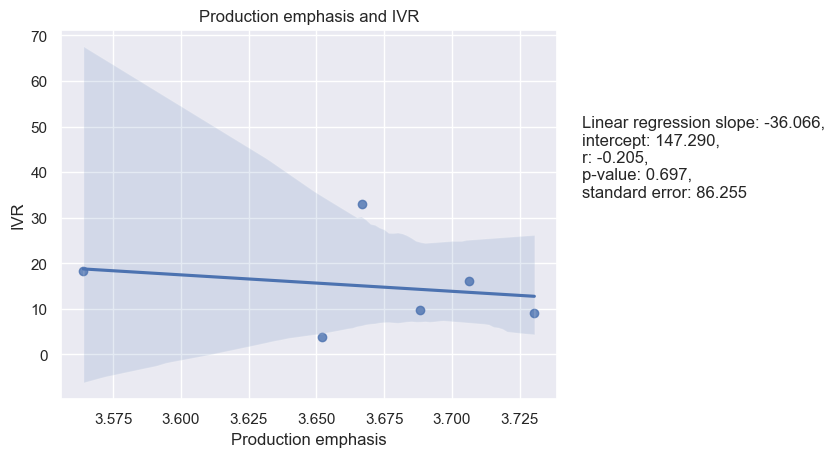 Production emphasis and IVR
70
60
50
40
30
20
10
0
IVR
3.575 3.600 3.625 3.650 3.675 3.700 3.725
Production emphasis
Linear regression slope: -36.066,
intercept: 147.290,
r: -0.205,
p-value: 0.697,
standard error: 86.255